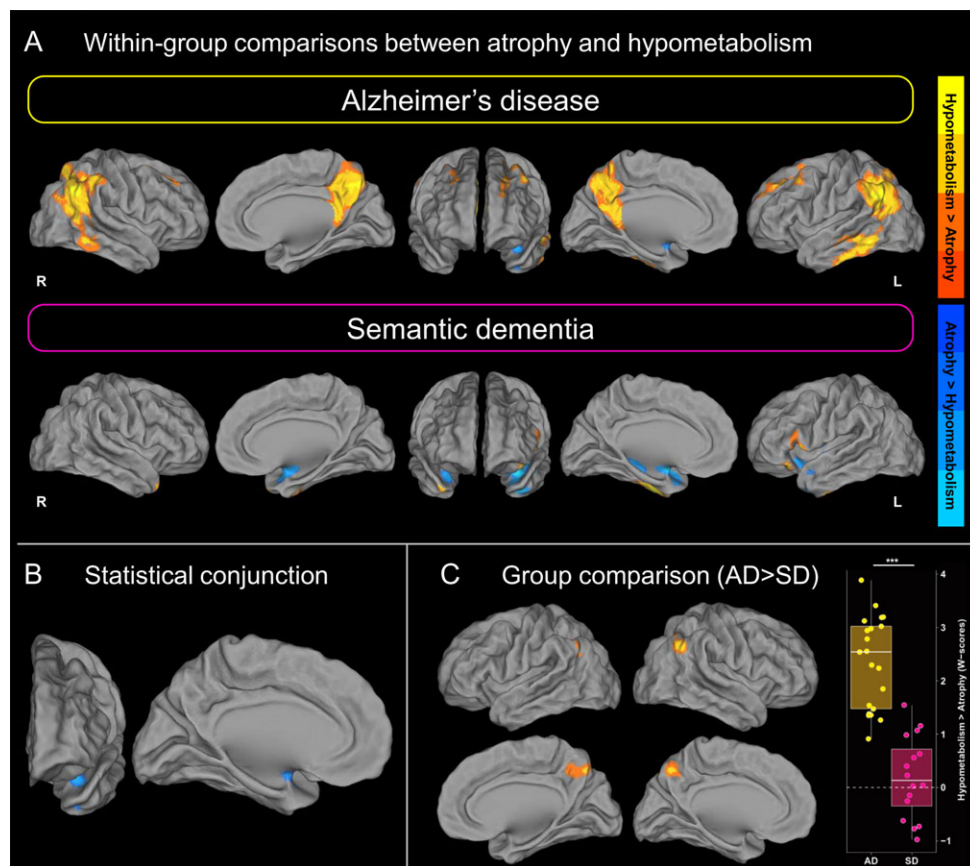 A Within-group comparisons between atrophy and hypometabolism
Alzheimer's disease
Hypometabolism > Atrophy
R
L
Semantic dementia
Atrophy > Hypometabolism
R
L
B Statistical conjunction
C Group comparison (AD>SD)
***
4
3
2
1
0
−1
Hypometabolism > Atrophy (W−scores)
AD
SD